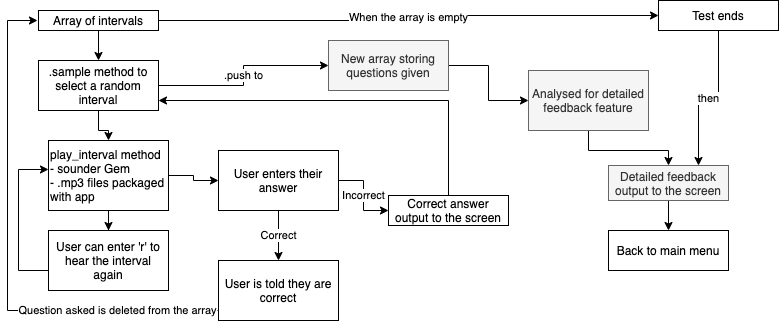 Array of intervals
When the array is empty
Test ends
.sample method to
select a random
interval
.push to
New array storing
questions given
Analysed for detailed
feedback feature
then
play_interval method
- sounder Gem
- .mp3 files packaged
with app
User enters their
answer
Incorrect
Correct answer
output to the screen
Detailed feedback
output to the screen
Correct
User can enter 'r' to
hear the interval
again
User is told they are
correct
Back to main menu
Question asked is deleted from the array